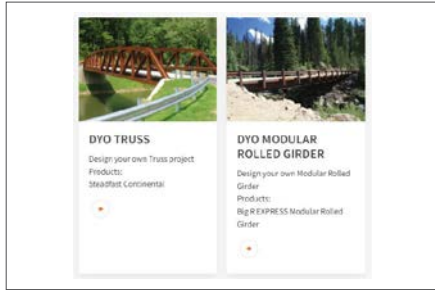 DYO TRUSS
Design your own Truss project
Products:
Steadfast Continental
DYO MODULAR
ROLLED GIRDER
Design your own Modular Rolled
Girder
Products:
Big R EXPRESS Modular Rolled
Girder